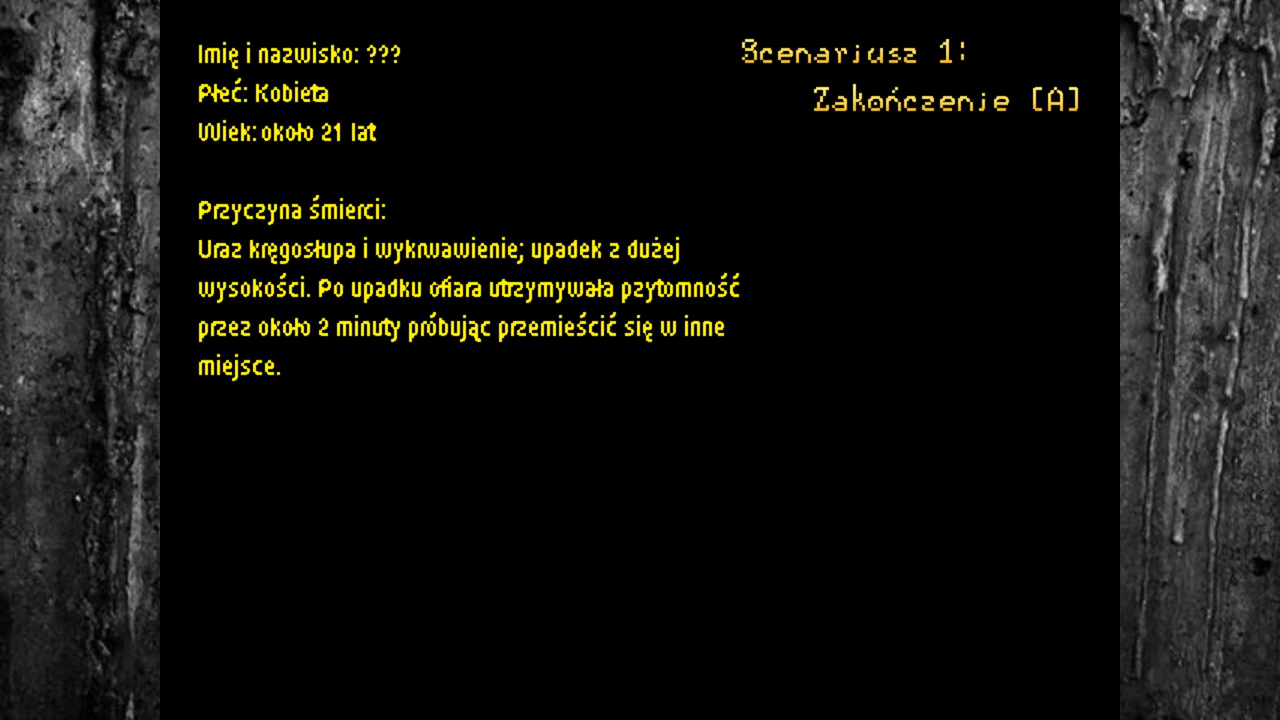 Imię i nazwisko: ???
Płeć: Kobieta
Wiek: około 21 lat
Scenariusz 1:
Zakończenie [A]
Przyczyna śmierci:
Uraz kręgosłupa i wykrwawienie; upadek z dużej
wysokości. Po upadku ofiara utrzymywała pzytomność
przez około 2 minuty próbując przemieścić się w inne
miejsce.